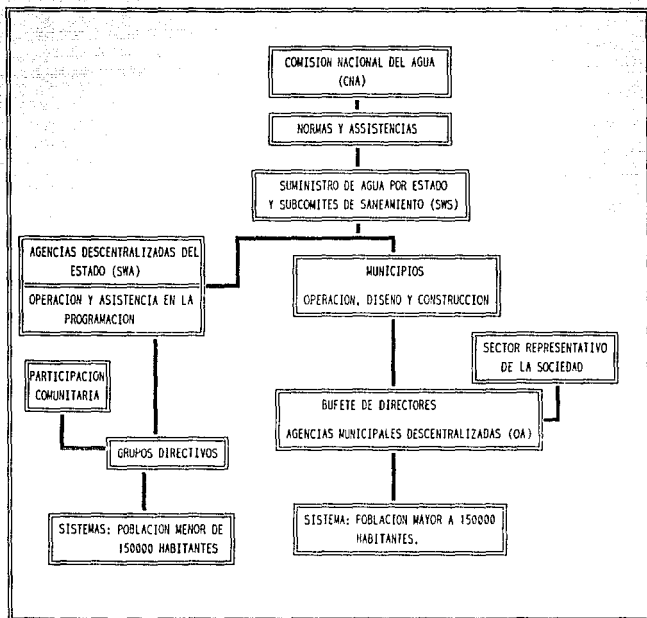 COMISION NACIONAL DEL AGUA
(CNA)
NORMAS Y ASSISTENCIAS
SUMINISTRO DE AGUA POR ESTADO
Y SUBCOMITES DE SANEAMIENTO (SWS)
AGENCIAS DESCENTRALIZADAS DEL
ESTADO (SWA)
OPERACION Y ASISTENCIA EN LA
PROGRAMACION
MUNICIPIOS
OPERACION, DISENO Y CONSTRUCCION
SECTOR REPRESENTATIVO
DE LA SOCIEDAD
PARTICIPACION
COMUNITARIA
BUFETE DE DIRECTORES
AGENCIAS MUNICIPALES DESCENTRALIZADAS (OA)
GRUPOS DIRECTIVOS
SISTEMAS: POBLACION MENOR DE
150000 HABITANTES
SISTEMA: POBLACION MAYOR A 150000
HABITANTES.